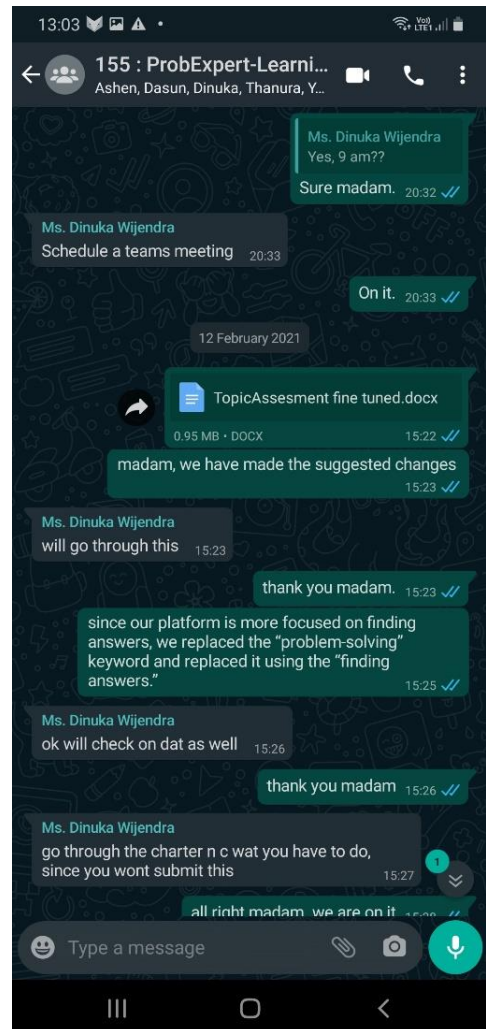 13:03
Vo))
LTE1
155 : ProbExpert-Learni...
Ashen, Dasun, Dinuka, Thanura, Y...
Ms. Dinuka Wijendra
Yes, 9 am??
Sure madam. 20:32
Ms. Dinuka Wijendra
Schedule a teams meeting 20:33
On it. 20:33
12 February 2021
TopicAssesment fine tuned.docx
0.95 MB • DOCX 15:22
madam, we have made the suggested changes
15:23
Ms. Dinuka Wijendra
will go through this 15:23
thank you madam. 15:23
since our platform is more focused on finding
answers, we replaced the “problem-solving”
keyword and replaced it using the “finding
answers.”
15:25
Ms. Dinuka Wijendra
ok will check on dat as well 15:26
thank you madam 15:26
Ms. Dinuka Wijendra
go through the charter n c wat you have to do,
since you wont submit this 15:27
1
all right madam, we are on it
Type a message